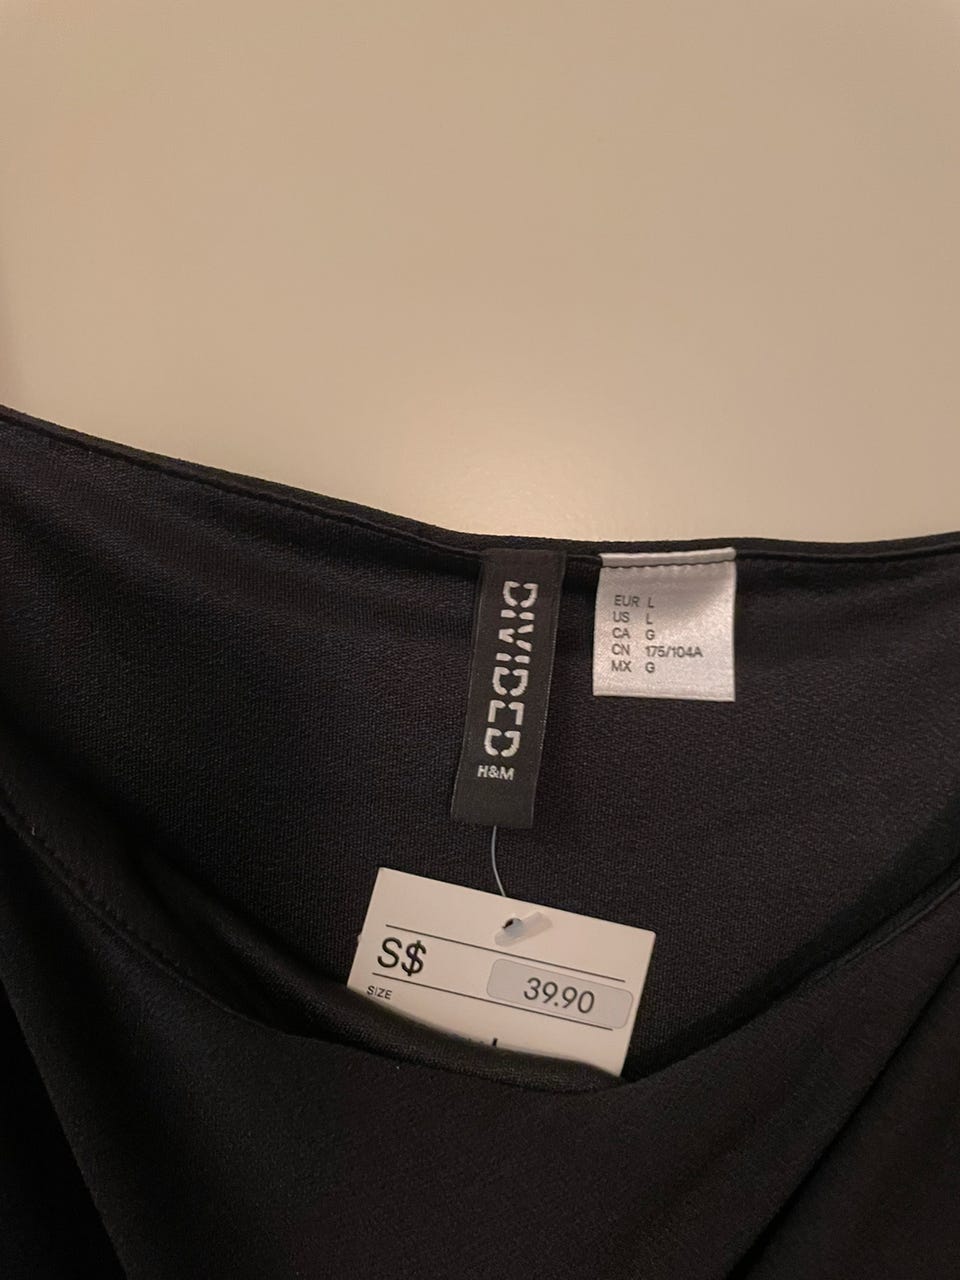 DIVIDED
H&M
EUR L
US L
CA G
CN 175/104A
MX G
S$
39.90
SIZE